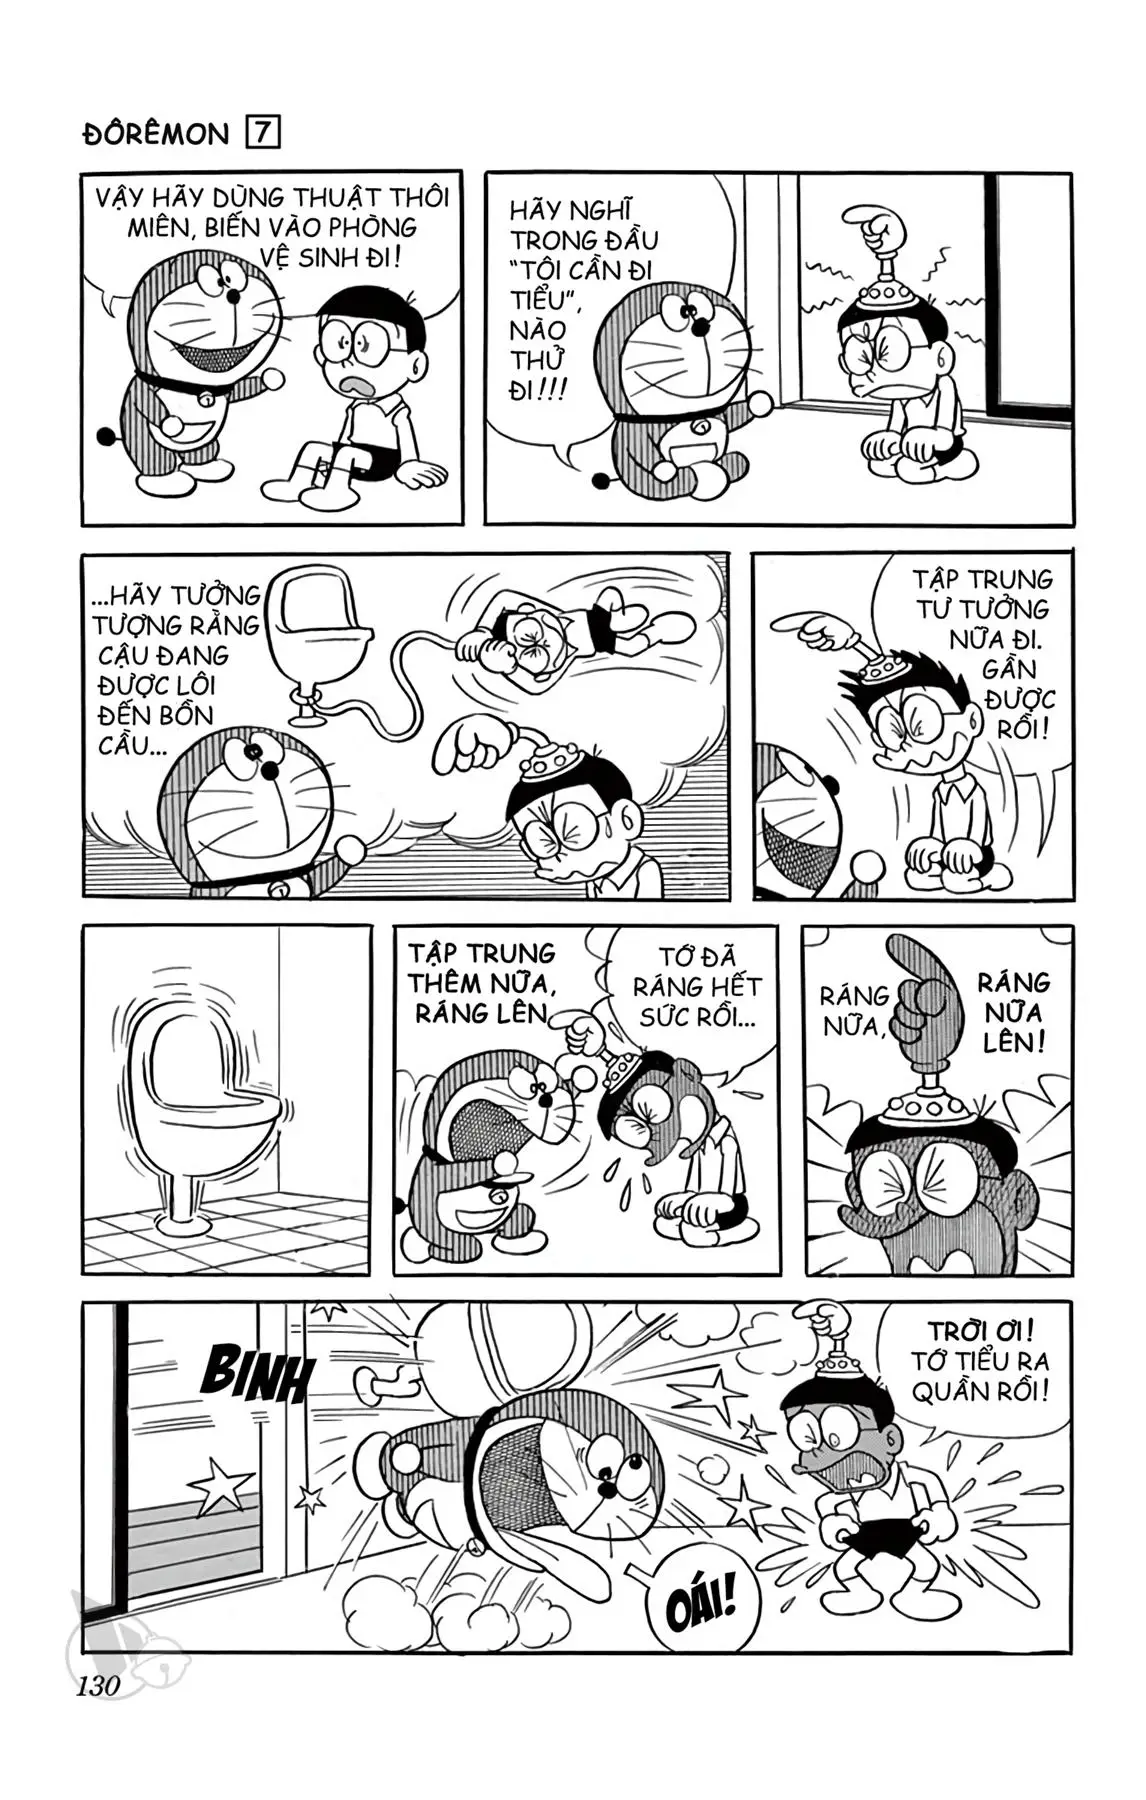 ĐÔRÊMON 7
VẬY HÃY DÙNG THUẬT THÔI
MIÊN, BIẾN VÀO PHÒNG
VỆ SINH ĐI!
HÃY NGHĨ
TRONG ĐẦU
"TÔI CẦN ĐI
TIỂU",
NÀO
THỬ
ĐI!!!
...HÃY TƯỞNG
TƯỢNG RẰNG
CẬU ĐANG
ĐƯỢC LÔI
ĐẾN BỒN
CẦU...
TẬP TRUNG
TƯ TƯỞNG
NỮA ĐI.
GẦN
ĐƯỢC
RỒI!
TẬP TRUNG
THÊM NỮA,
RÁNG LÊN
TỚ ĐÃ
RÁNG HẾT
SỨC RỒI...
RÁNG
NỮA,
RÁNG
NỮA
LÊN!
BINH
TRỜI ƠI!
TỚ TIỂU RA
QUẦN RỒI!
OÁI!
130